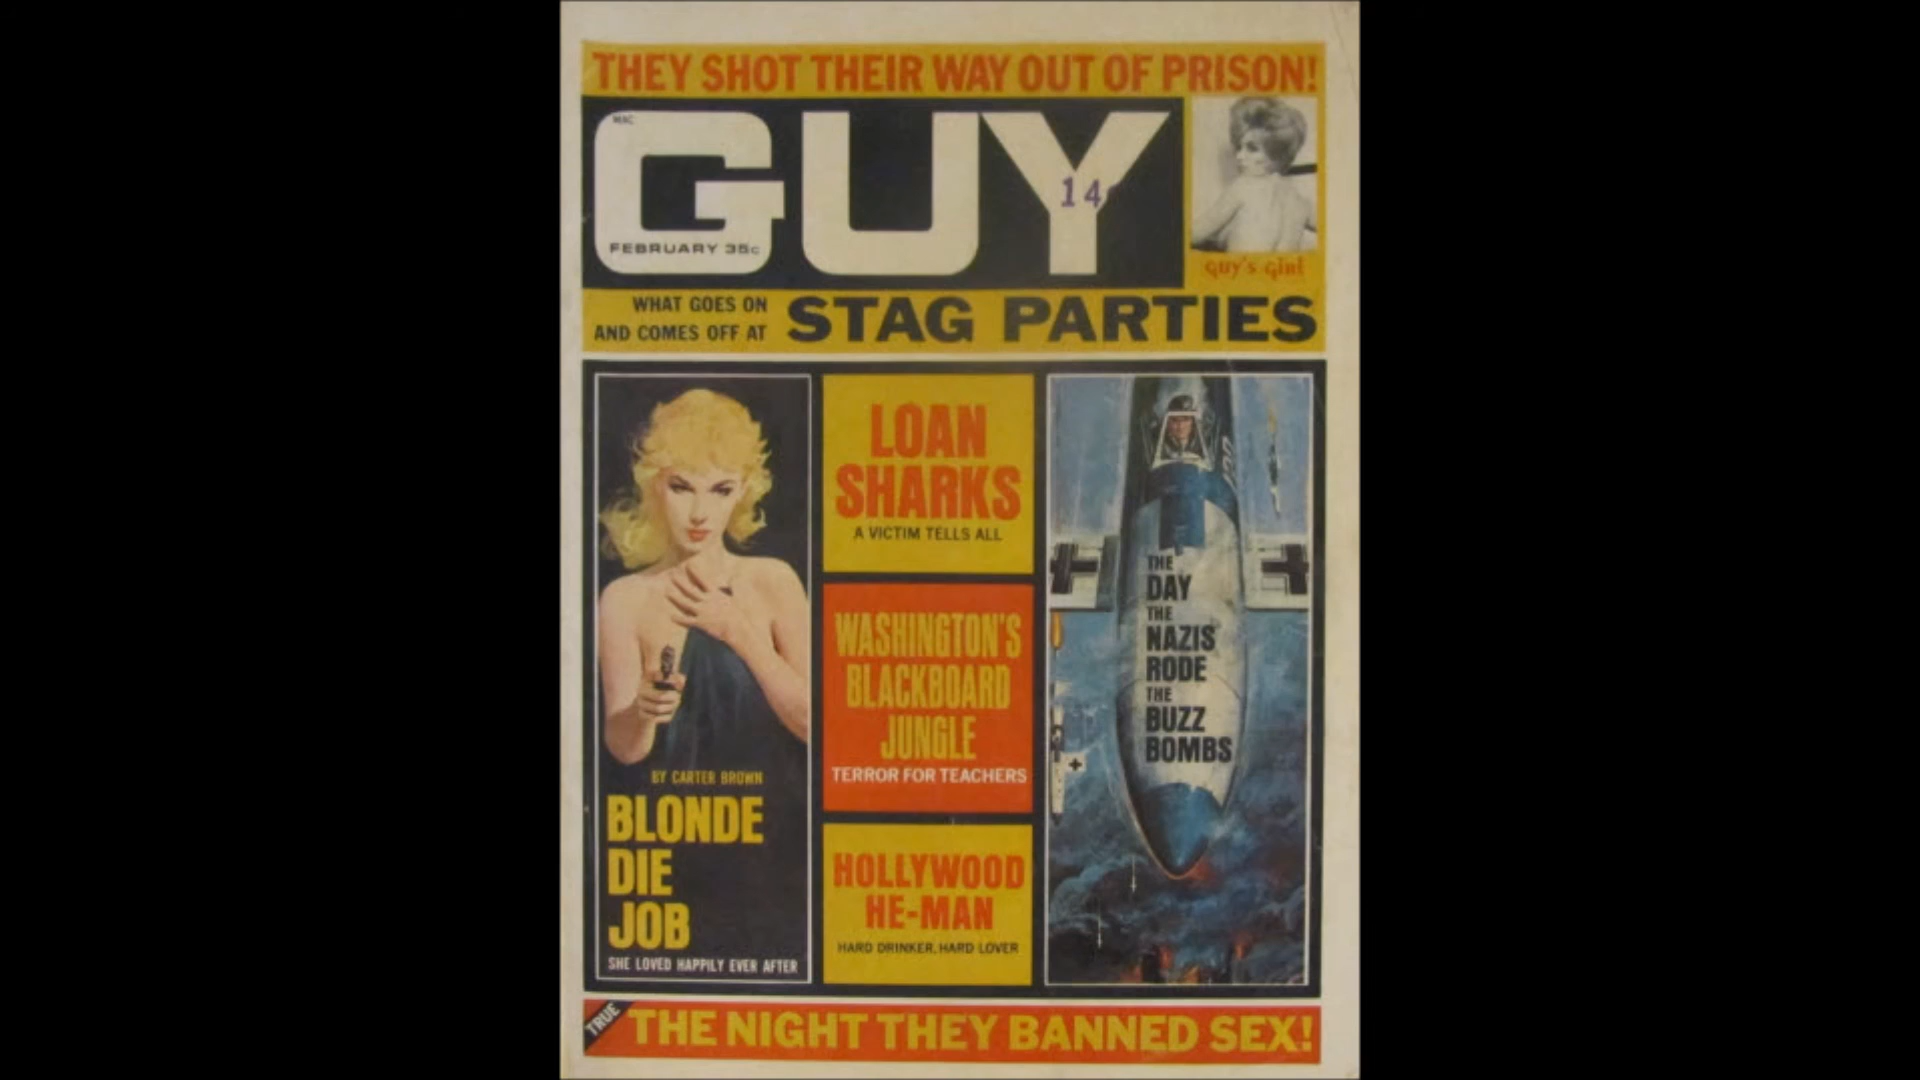 THEY SHOT THEIR WAY OUT OF PRISON!
GUY
14¢
FEBRUARY 35c
guy's girl
WHAT GOES ON
AND COMES OFF AT
STAG PARTIES
BY CARTER BROWN
BLONDE
DIE
JOB
SHE LOVED HAPPILY EVER AFTER
LOAN
SHARKS
A VICTIM TELLS ALL
WASHINGTON'S
BLACKBOARD
JUNGLE
TERROR FOR TEACHERS
HOLLYWOOD
HE-MAN
HARD DRINKER, HARD LOVER
THE
DAY
THE
NAZIS
RODE
THE
BUZZ
BOMBS
TRUE
THE NIGHT THEY BANNED SEX!